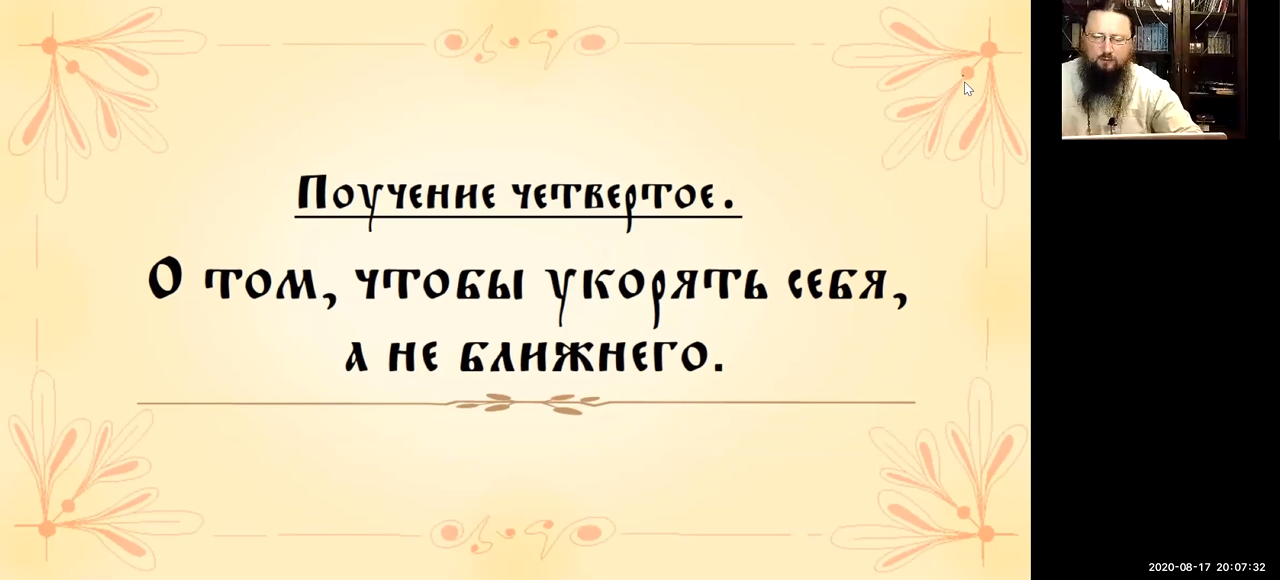 Поучение четвертое.
О том, чтобы укорять себя,
а не ближнего.
2020-08-17 20:07:32